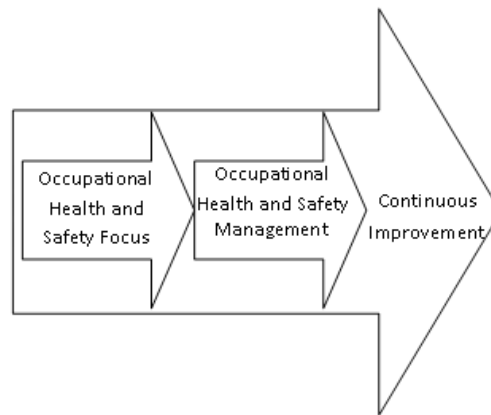 Occupational
Health and
Safety Focus
Occupational
Health and Safety
Management
Continuous
Improvement